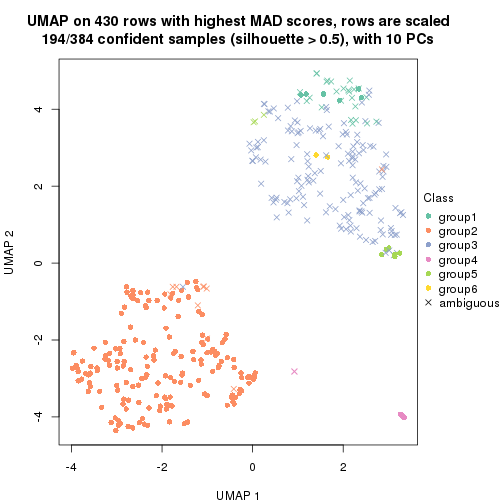 UMAP on 430 rows with highest MAD scores, rows are scaled
194/384 confident samples (silhouette > 0.5), with 10 PCs
4
2
0
-2
-4
UMAP 2
-4
-2
0
2
UMAP 1
Class
group1
group2
group3
group4
group5
group6
ambiguous